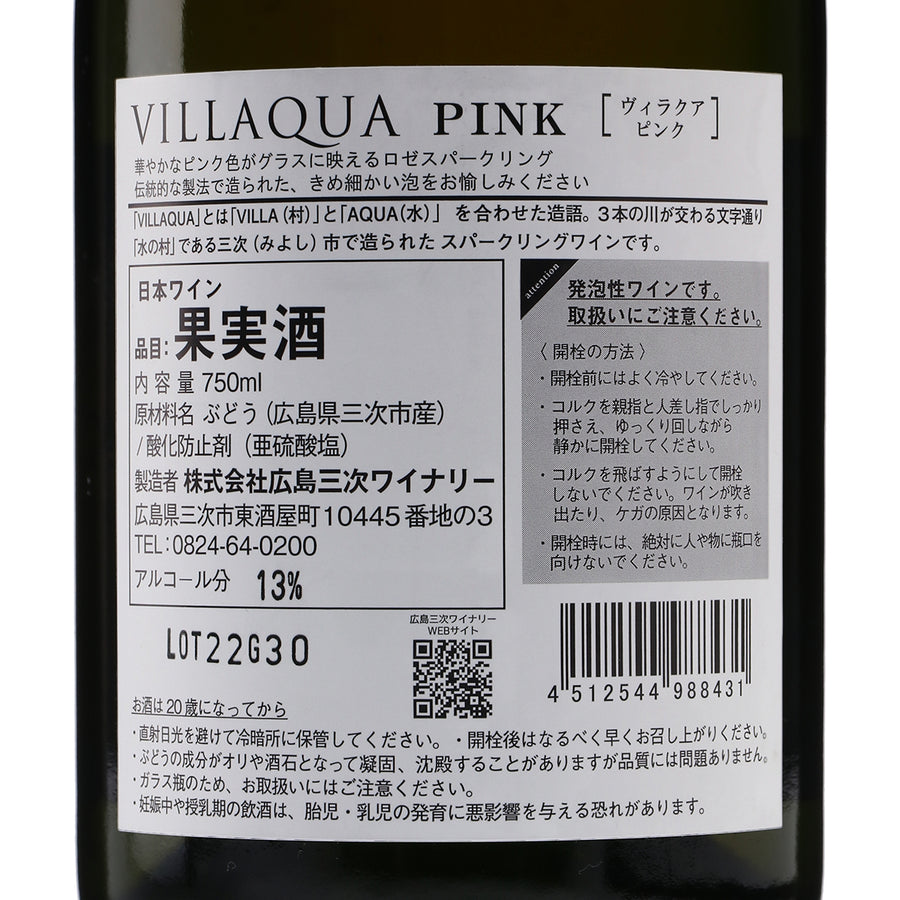 VILLAQUA PINK [ヴィラクア ピンク]
華やかなピンク色がグラスに映えるロゼスパークリング
伝統的な製法で造られた、きめ細かい泡をお愉しみください
「VILLAQUA」とは「VILLA(村)」と「AQUA(水)」 を合わせた造語。3本の川が交わる文字通り
「水の村」である三次(みよし)市で造られた スパークリングワインです。
日本ワイン
品目:果実酒
内容量 750ml
原材料名 ぶどう(広島県三次市産)
/酸化防止剤(亜硫酸塩)
製造者 株式会社広島三次ワイナリー
広島県三次市東酒屋町10445番地の3
TEL:0824-64-0200
アルコール分 13%
attention
発泡性ワインです。
取扱いにご注意ください。
〈開栓の方法〉
・開栓前にはよく冷やしてください。
・コルクを親指と人差し指でしっかり
押さえ、ゆっくり回しながら
静かに開栓してください。
・コルクを飛ばすようにして開栓
しないでください。ワインが吹き
出たり、ケガの原因となります。
・開栓時には、絶対に人や物に瓶口を
向けないでください。
LOT22G30
広島三次ワイナリー
WEBサイト
4 512544 988431
お酒は20歳になってから
・直射日光を避けて冷暗所に保管してください。・開栓後はなるべく早くお召し上がりください。
・ぶどうの成分がオリや酒石となって凝固、沈殿することがありますが品質には問題ありません。
・ガラス瓶のため、お取扱いにはご注意ください。
・妊娠中や授乳期の飲酒は、胎児・乳児の発育に悪影響を与える恐れがあります。